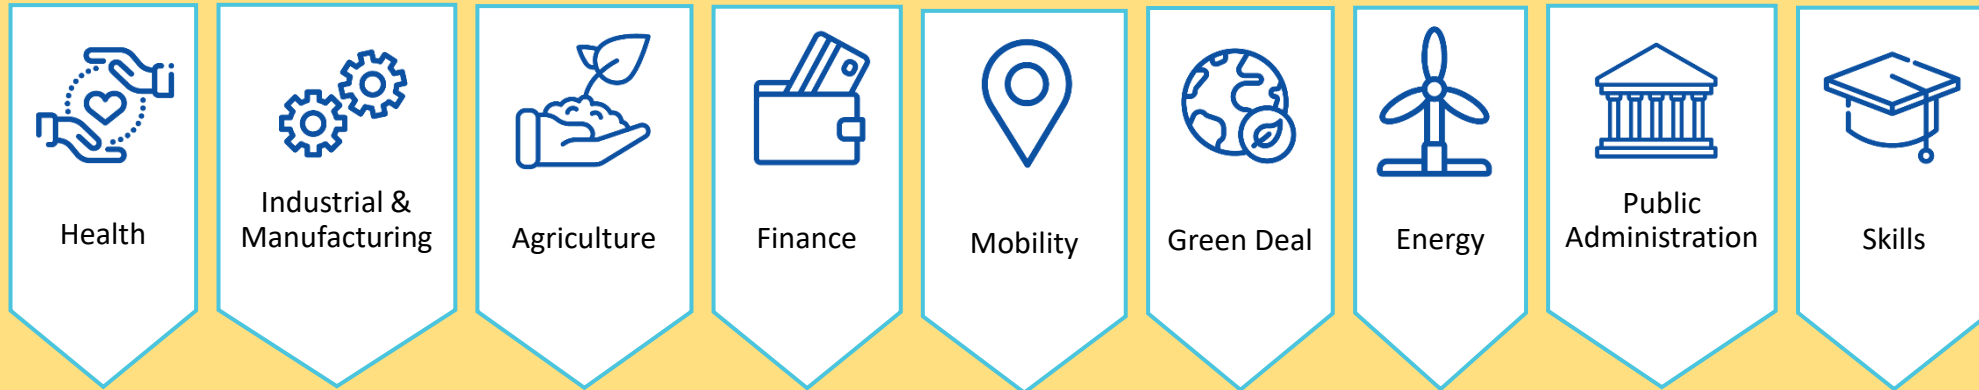 Health
Industrial &
Manufacturing
Agriculture
Finance
Mobility
Green Deal
Energy
Public
Administration
Skills